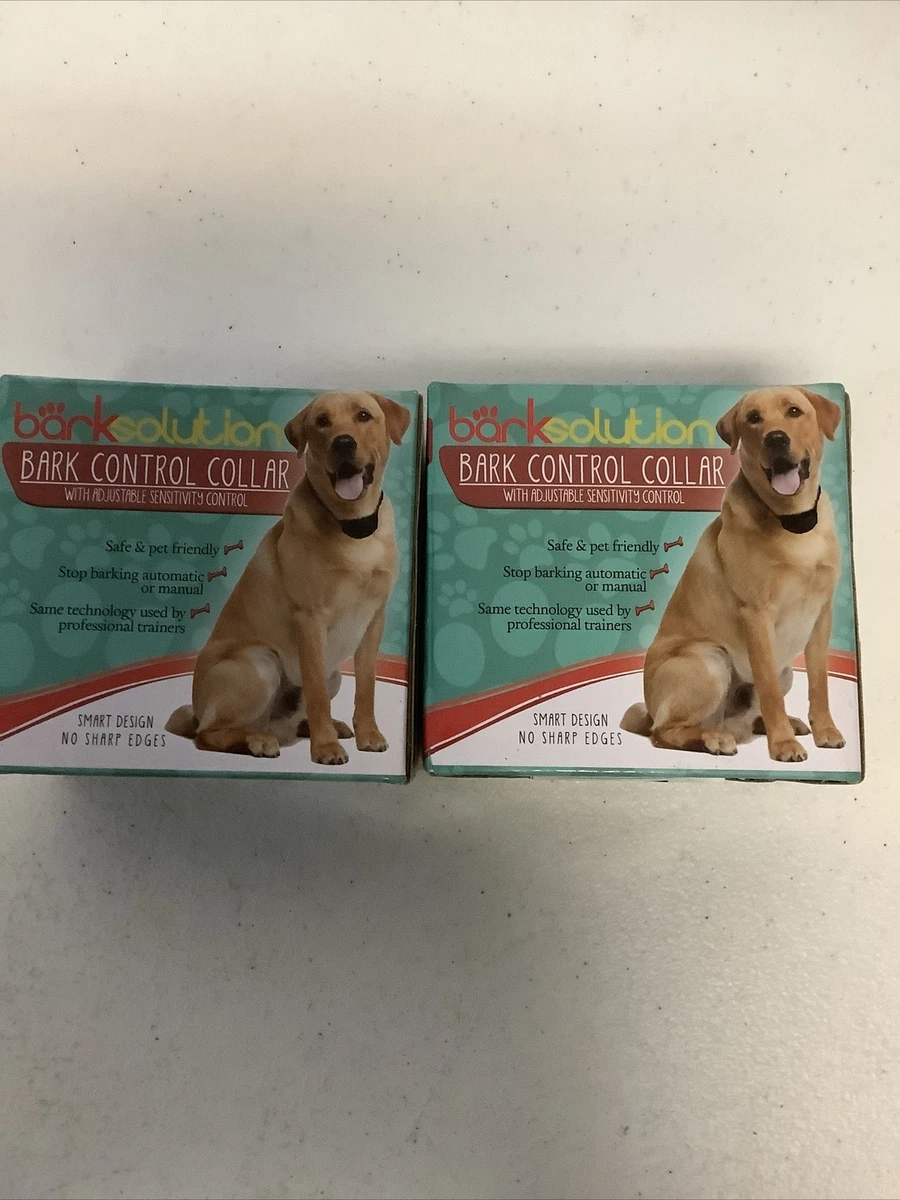 barksolution
BARK CONTROL COLLAR
WITH ADJUSTABLE SENSITIVITY CONTROL
Safe & pet friendly
Stop barking automatic
or manual
Same technology used by
professional trainers
SMART DESIGN
NO SHARP EDGES
barksolution
BARK CONTROL COLLAR
WITH ADJUSTABLE SENSITIVITY CONTROL
Safe & pet friendly
Stop barking automatic
or manual
Same technology used by
professional trainers
SMART DESIGN
NO SHARP EDGES